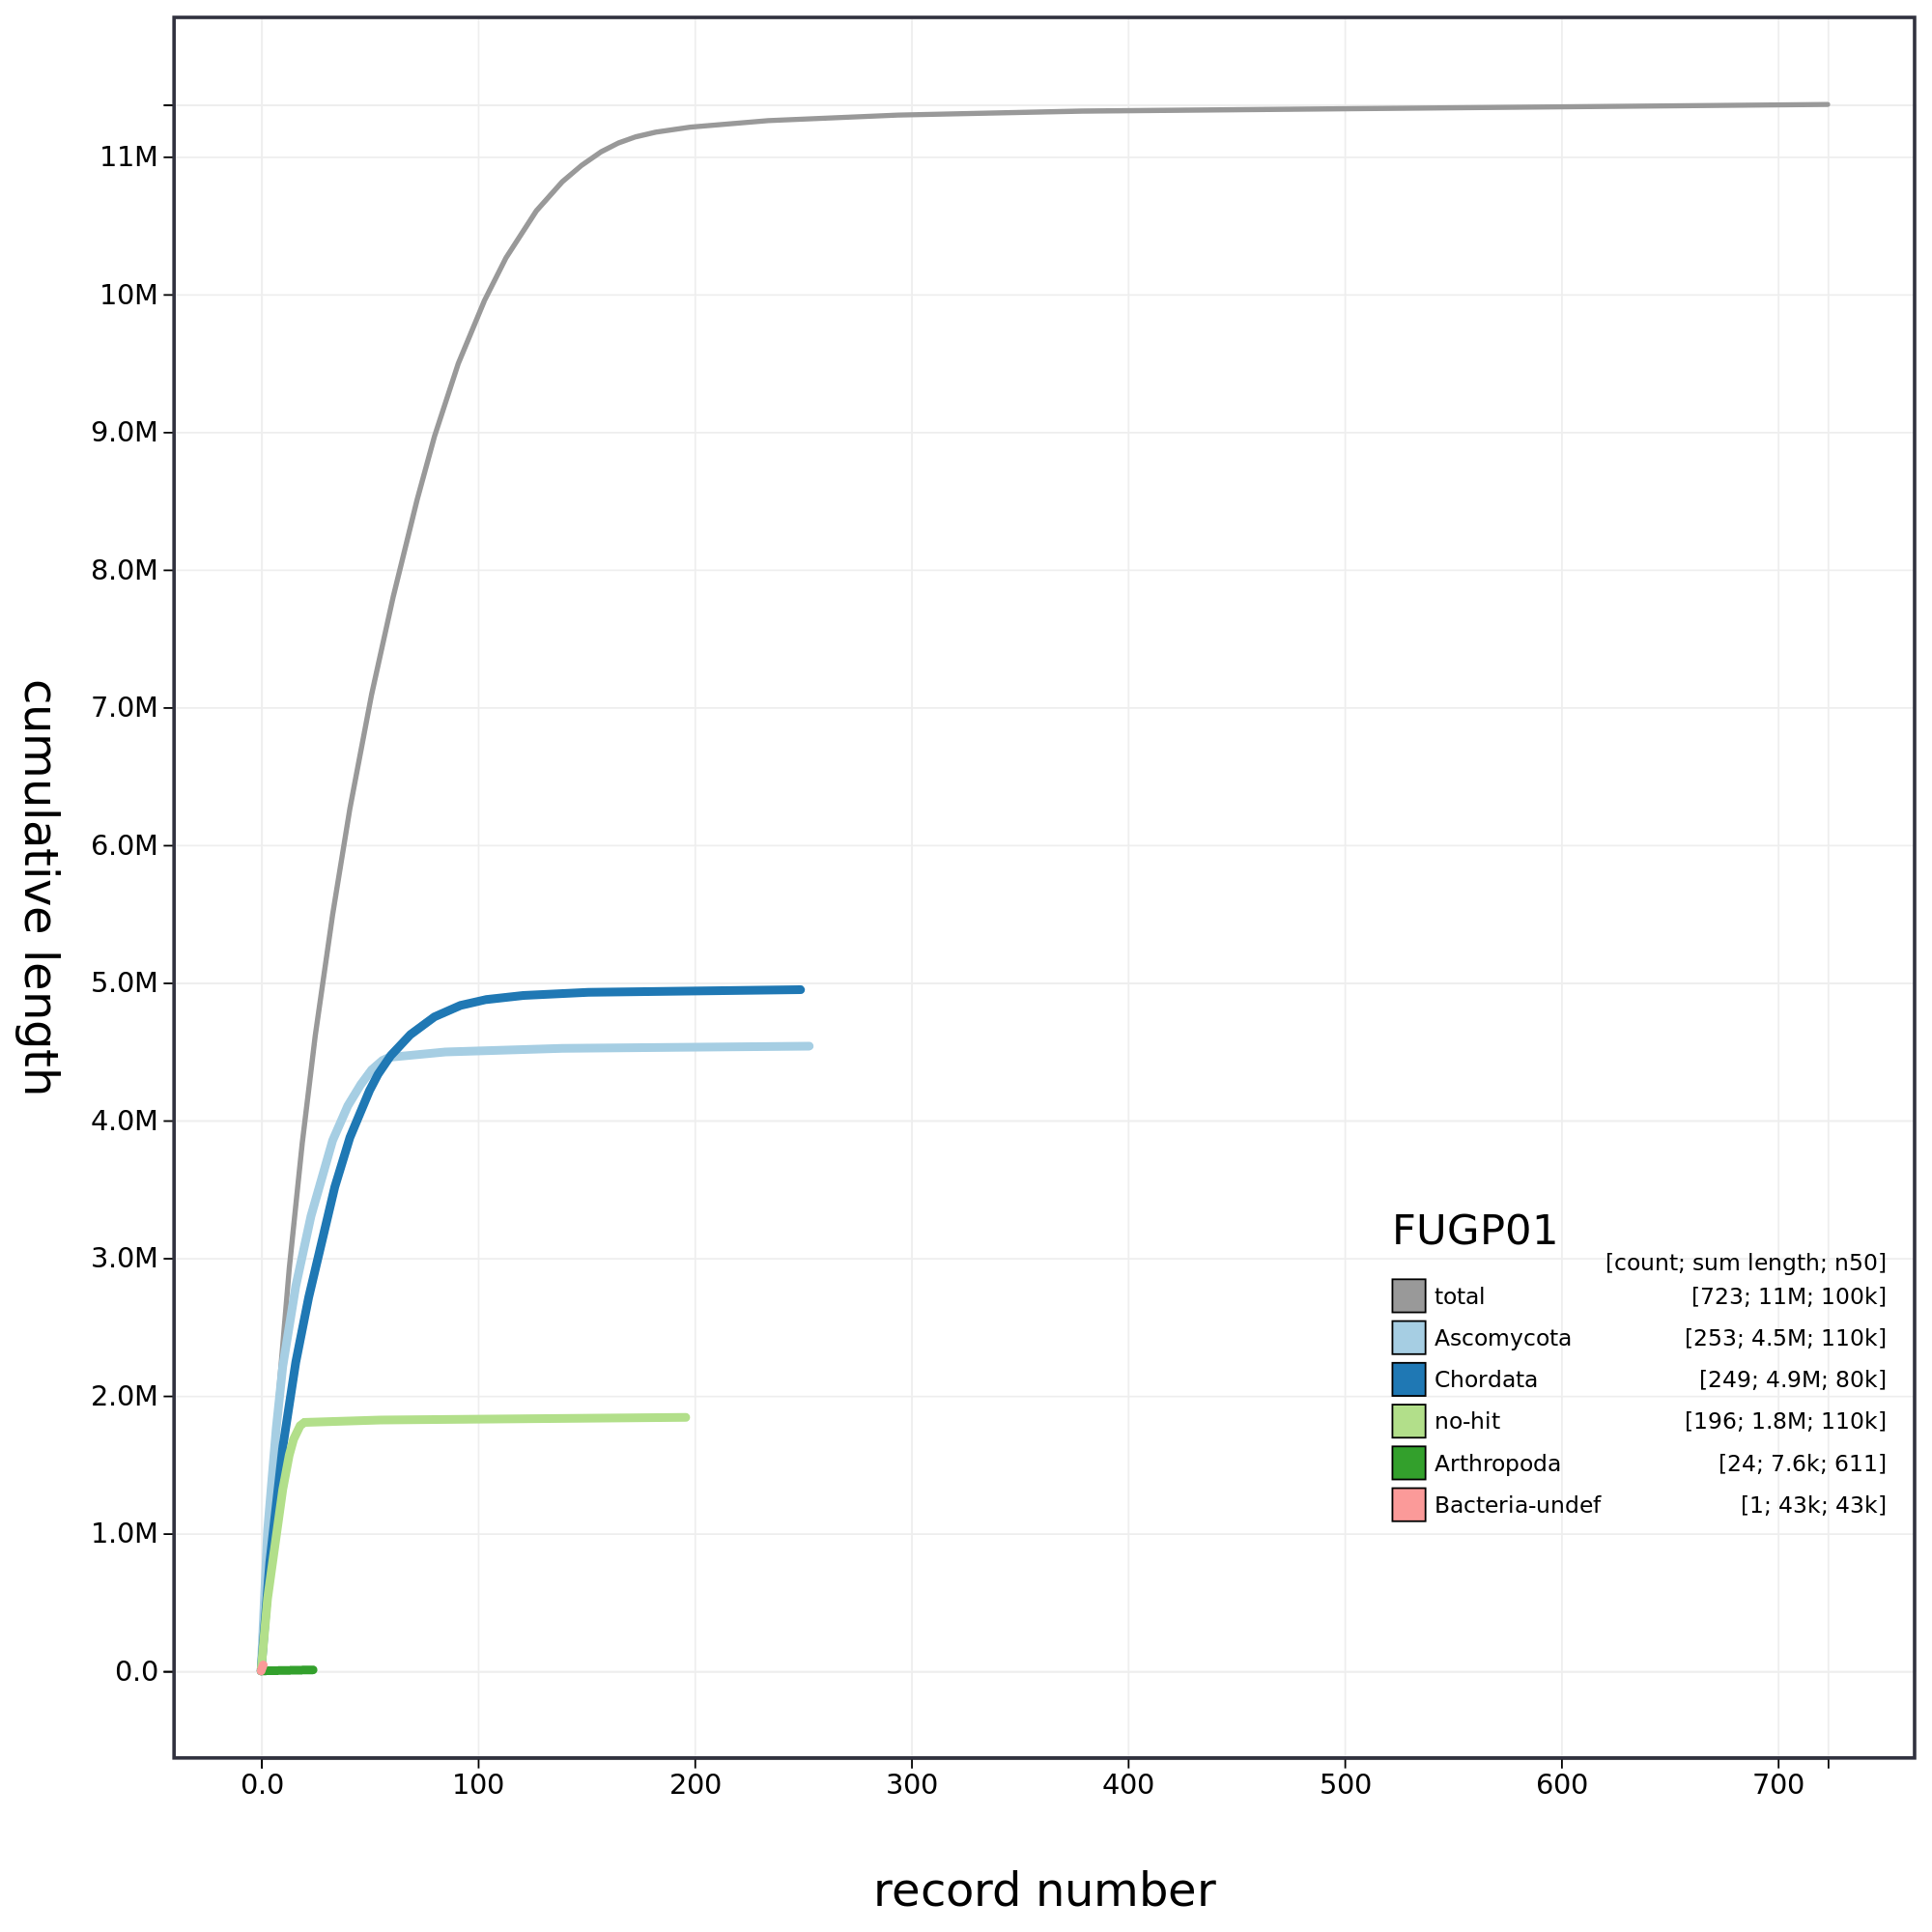 cumulative length
11M
10M
9.0M
8.0M
7.0M
6.0M
5.0M
4.0M
3.0M
2.0M
1.0M
0.0
FUGP01
[count; sum length; n50]
total [723; 11M; 100k]
Ascomycota [253; 4.5M; 110k]
Chordata [249; 4.9M; 80k]
no-hit [196; 1.8M; 110k]
Arthropoda [24; 7.6k; 611]
Bacteria-undef [1; 43k; 43k]
0.0 100 200 300 400 500 600 700
record number